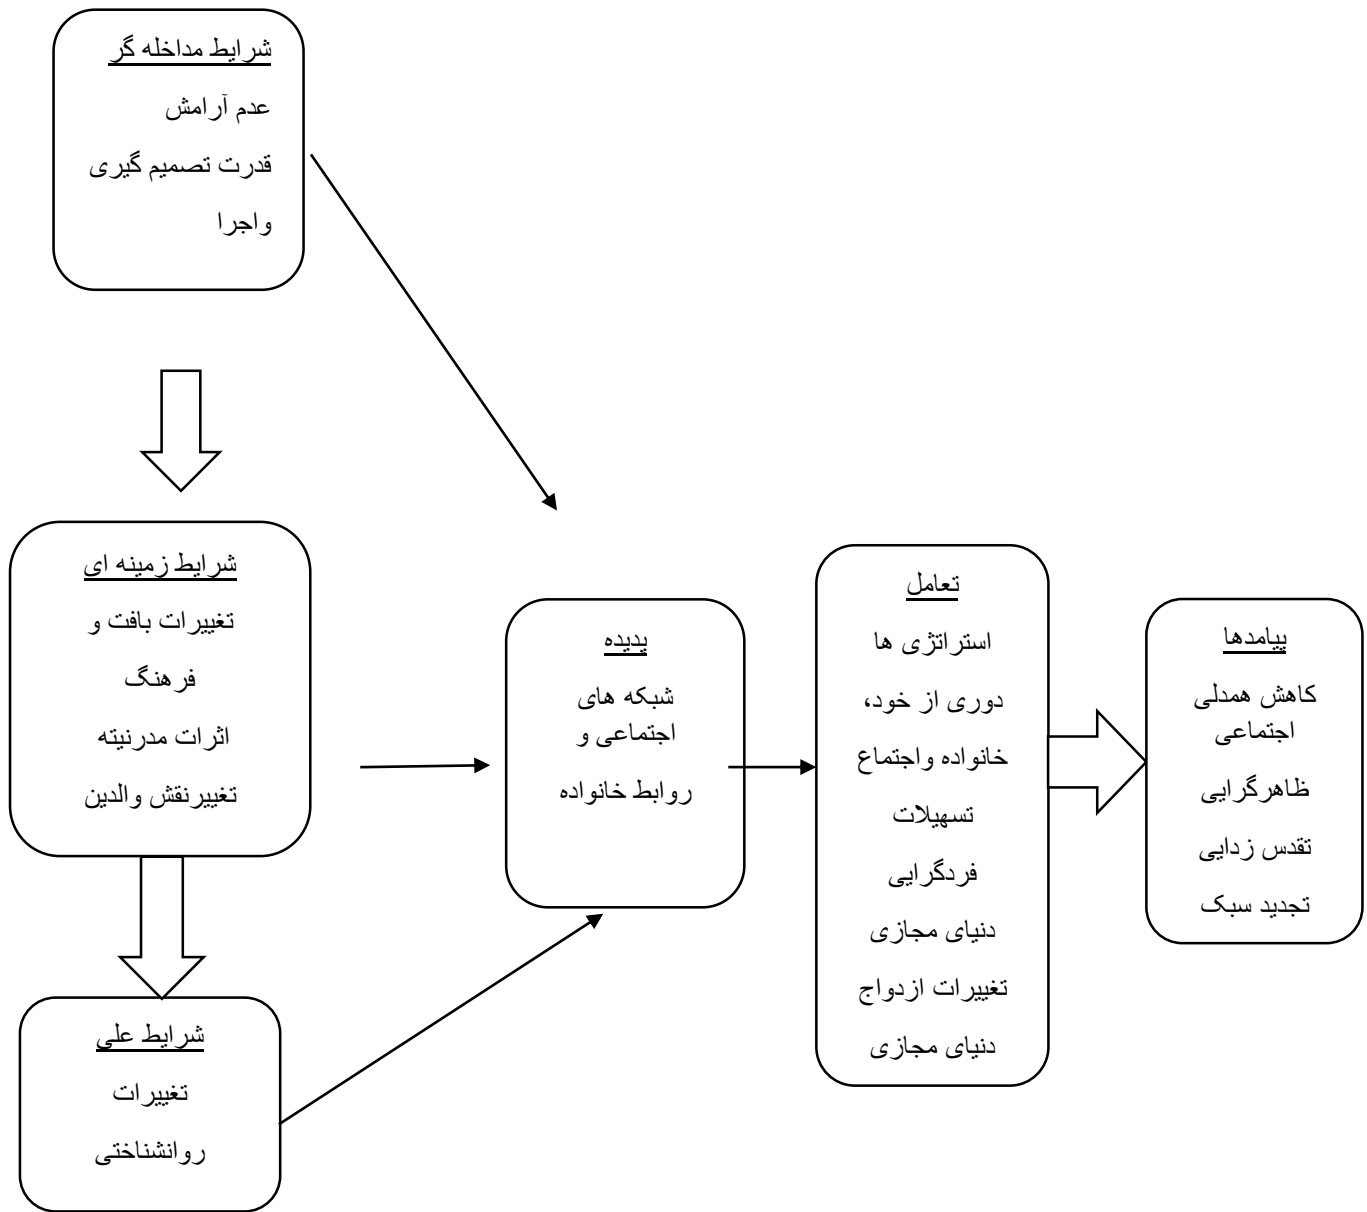 شرایط مداخله گر
عدم آرامش
قدرت تصمیم گیری
واجرا
شرایط زمینه ای
تغییرات بافت و
فرهنگ
اثرات مدرنیته
تغییرنقش والدین
شرایط علی
تغییرات
روانشناختی
پدیده
شبکه های
اجتماعی و
روابط خانواده
تعامل
استراتژی ها
دوری از خود،
خانواده واجتماع
تسهیلات
فردگرایی
دنیای مجازی
تغییرات ازدواج
دنیای مجازی
پیامدها
کاهش همدلی
اجتماعی
ظاهرگرایی
تقدس زدایی
تجدید سبک